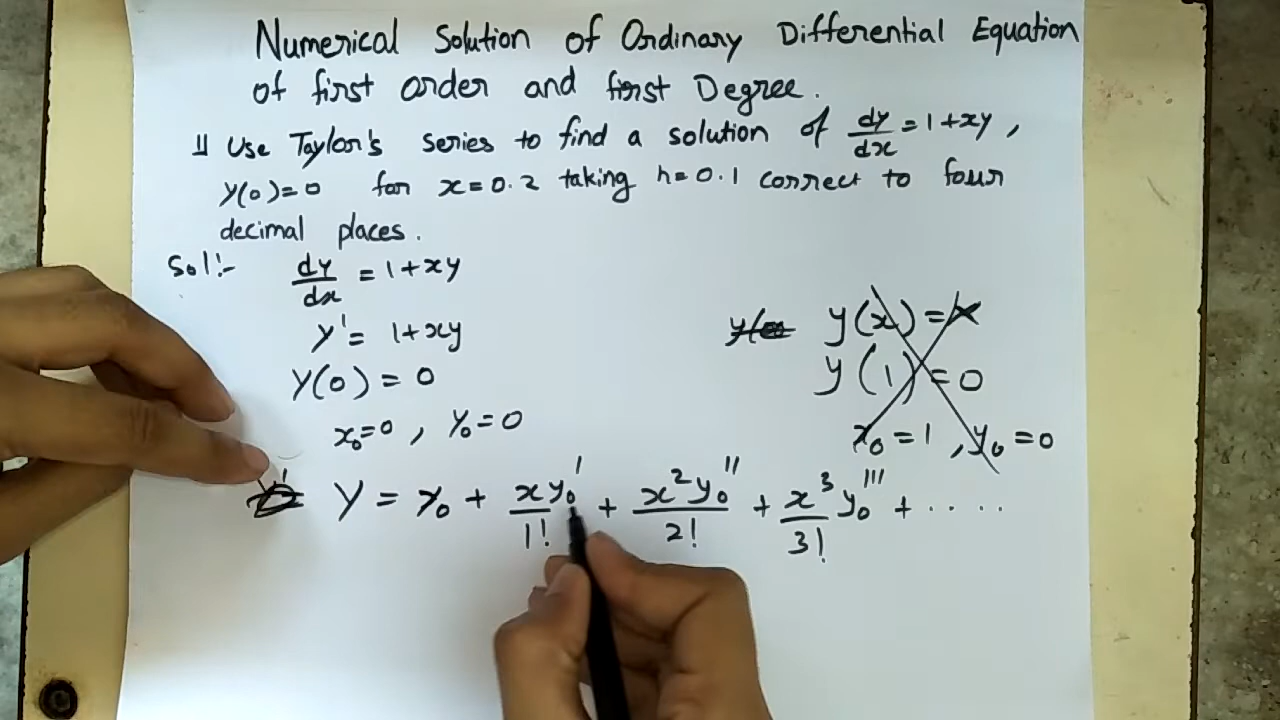 Numerical Solution of Ordinary Differential Equation
of first order and first Degree.
1) Use Taylor's series to find a solution of dy/dx = 1+xy,
y(0)=0 for x=0.2 taking h=0.1 correct to four
decimal places.
Sol:- dy/dx = 1+xy
y' = 1+xy
y(0) = 0
x₀=0, y₀=0
y(x)=
y(1)=0
x₀=1, y₀=0
y = y₀ + xy₀'/1! + x²y₀''/2! + x³/3! y₀''' + .....